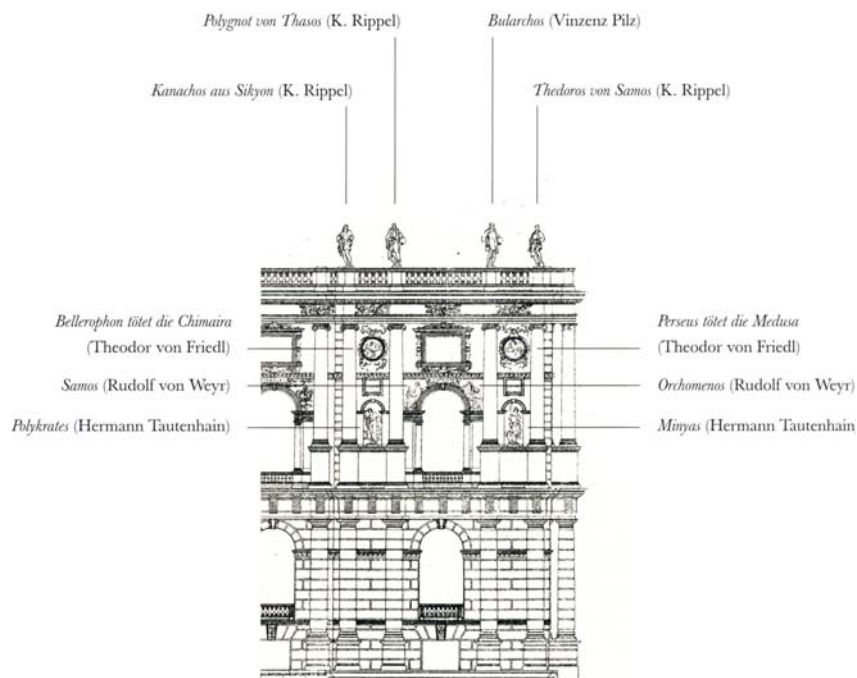 Polygnot von Thasos (K. Rippel)
Bularchos (Vinzenz Pilz)
Kanachos aus Sikyon (K. Rippel)
Thedoros von Samos (K. Rippel)
Bellerophon tötet die Chimaira
(Theodor von Friedl)
Perseus tötet die Medusa
(Theodor von Friedl)
Samos (Rudolf von Weyr)
Orchomenos (Rudolf von Weyr)
Polykrates (Hermann Tautenhain)
Minyas (Hermann Tautenhain)